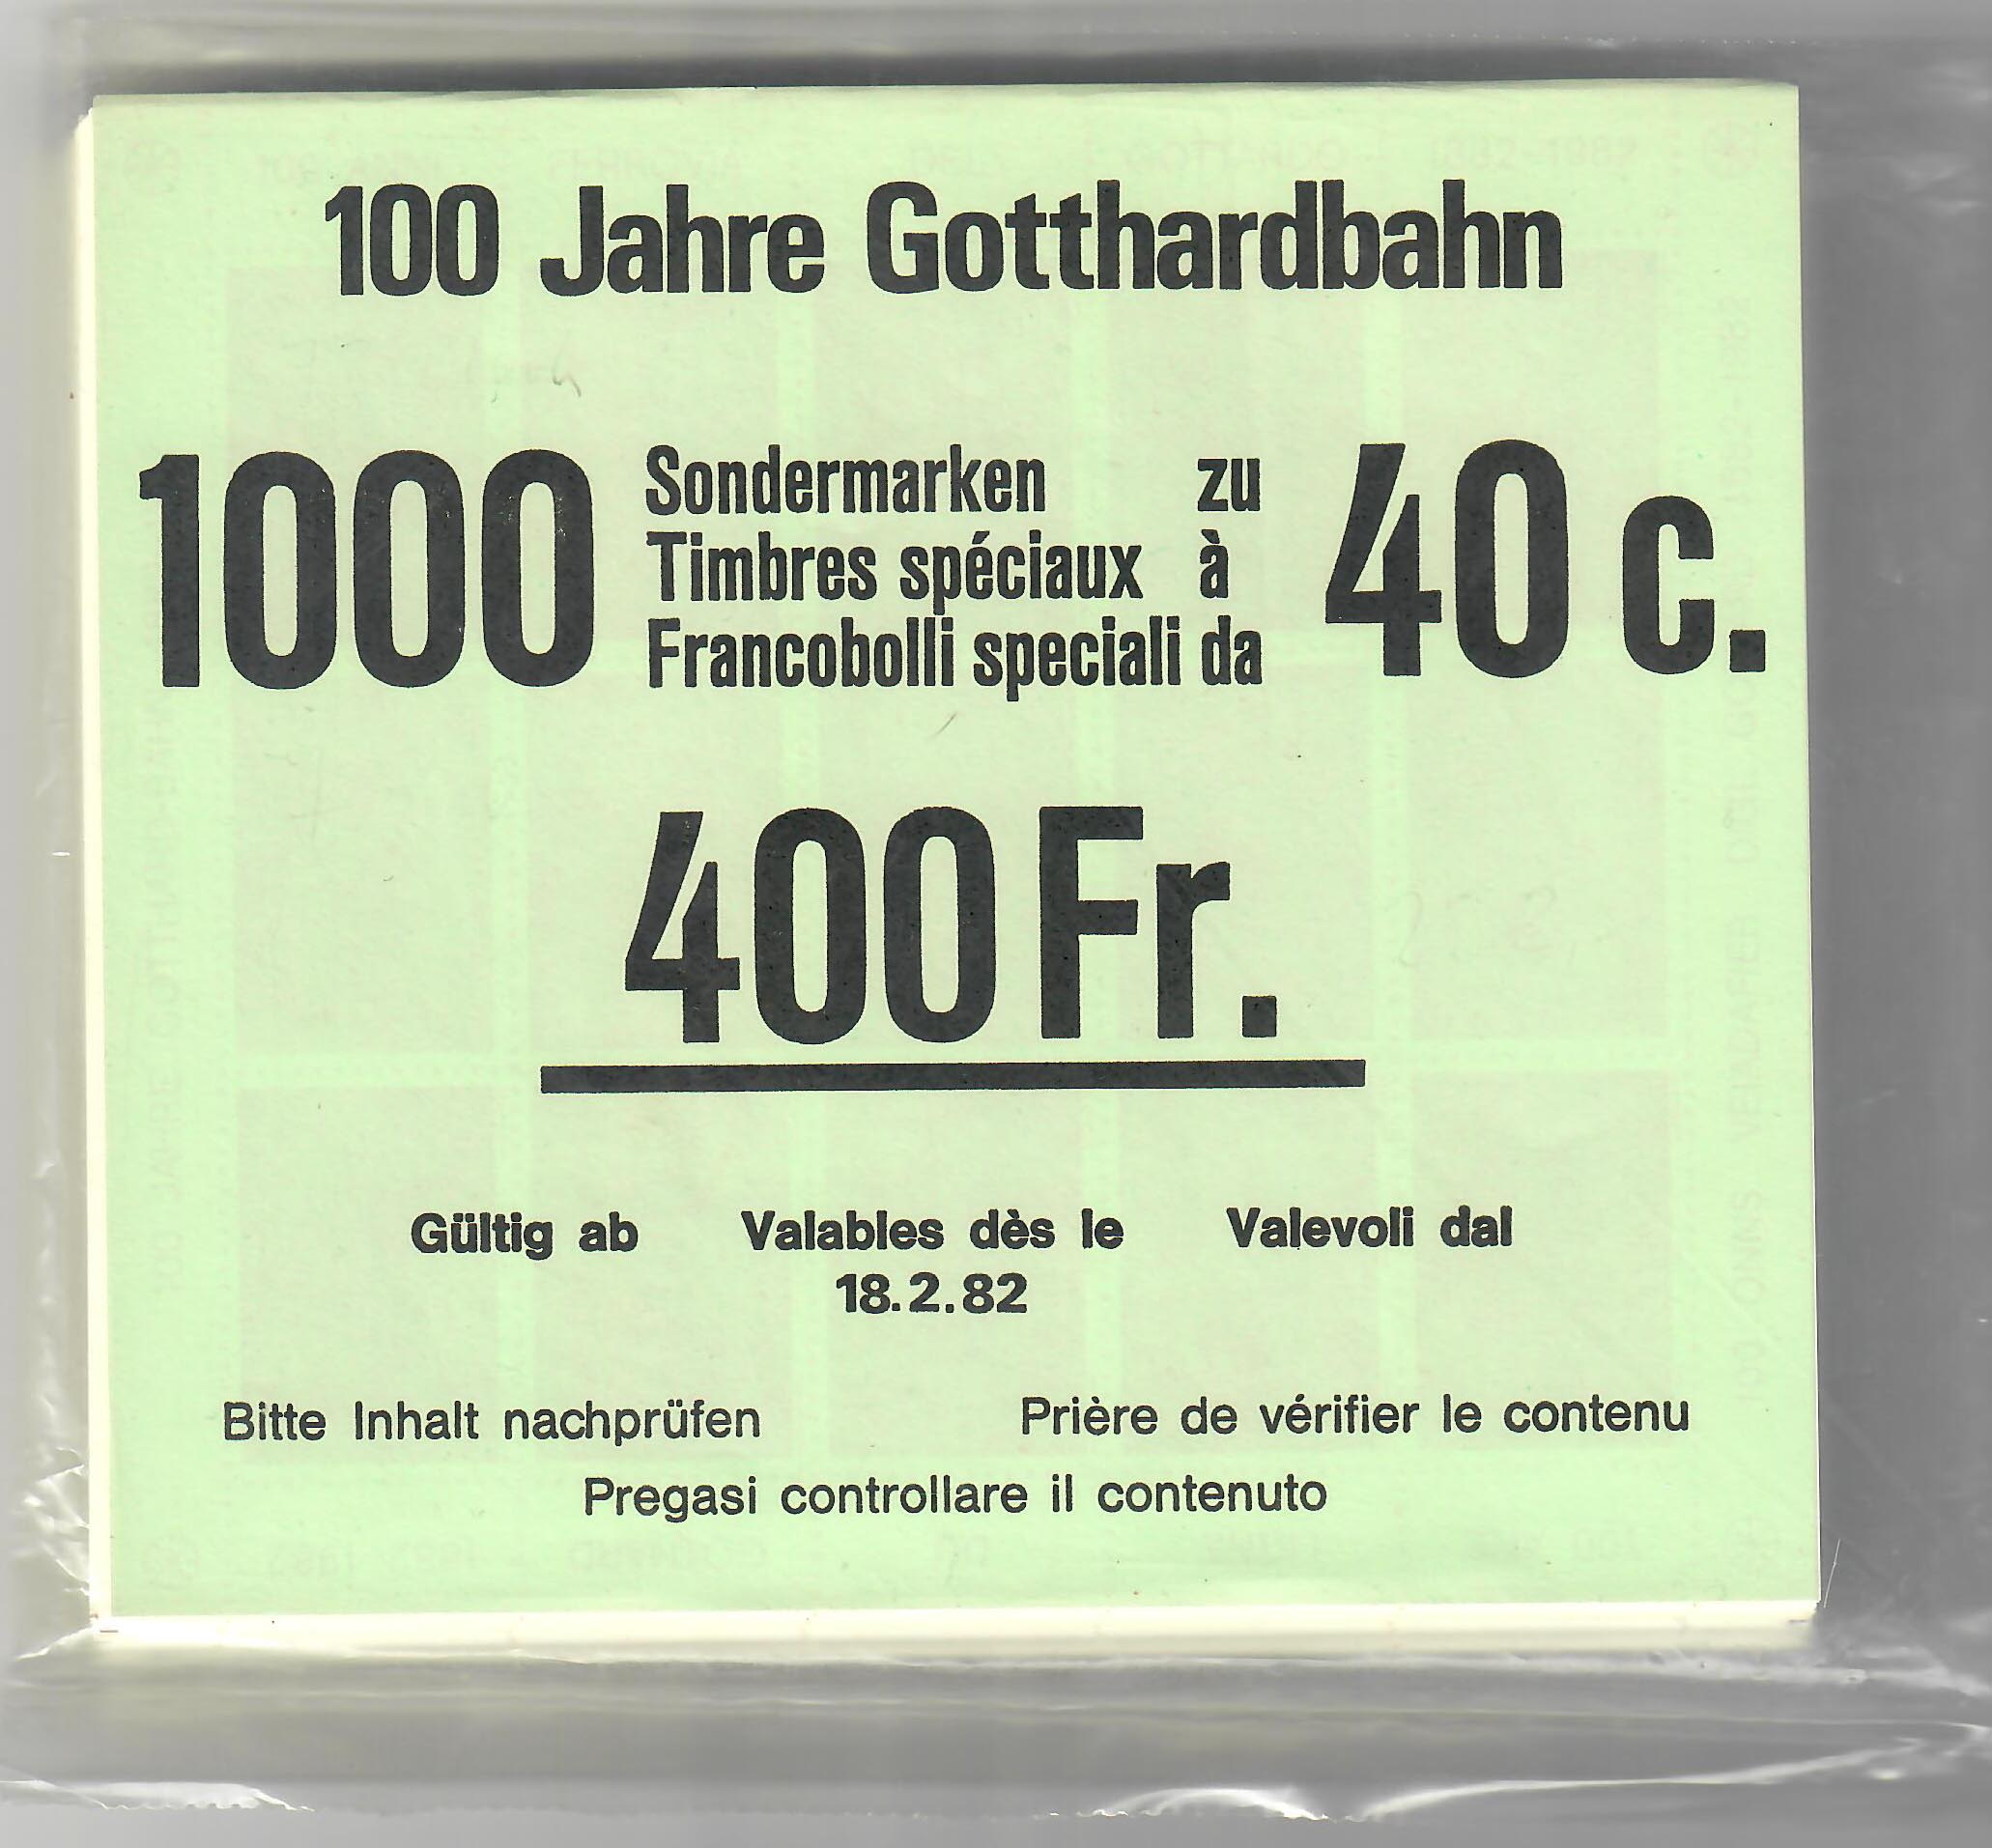 100 Jahre Gotthardbahn
1000 Sondermarken zu 40 c.
Timbres spéciaux à
Francobolli speciali da
400 Fr.
Gültig ab Valables dès le Valevoli dal
18.2.82
Bitte Inhalt nachprüfen Prière de vérifier le contenu
Pregasi controllare il contenuto